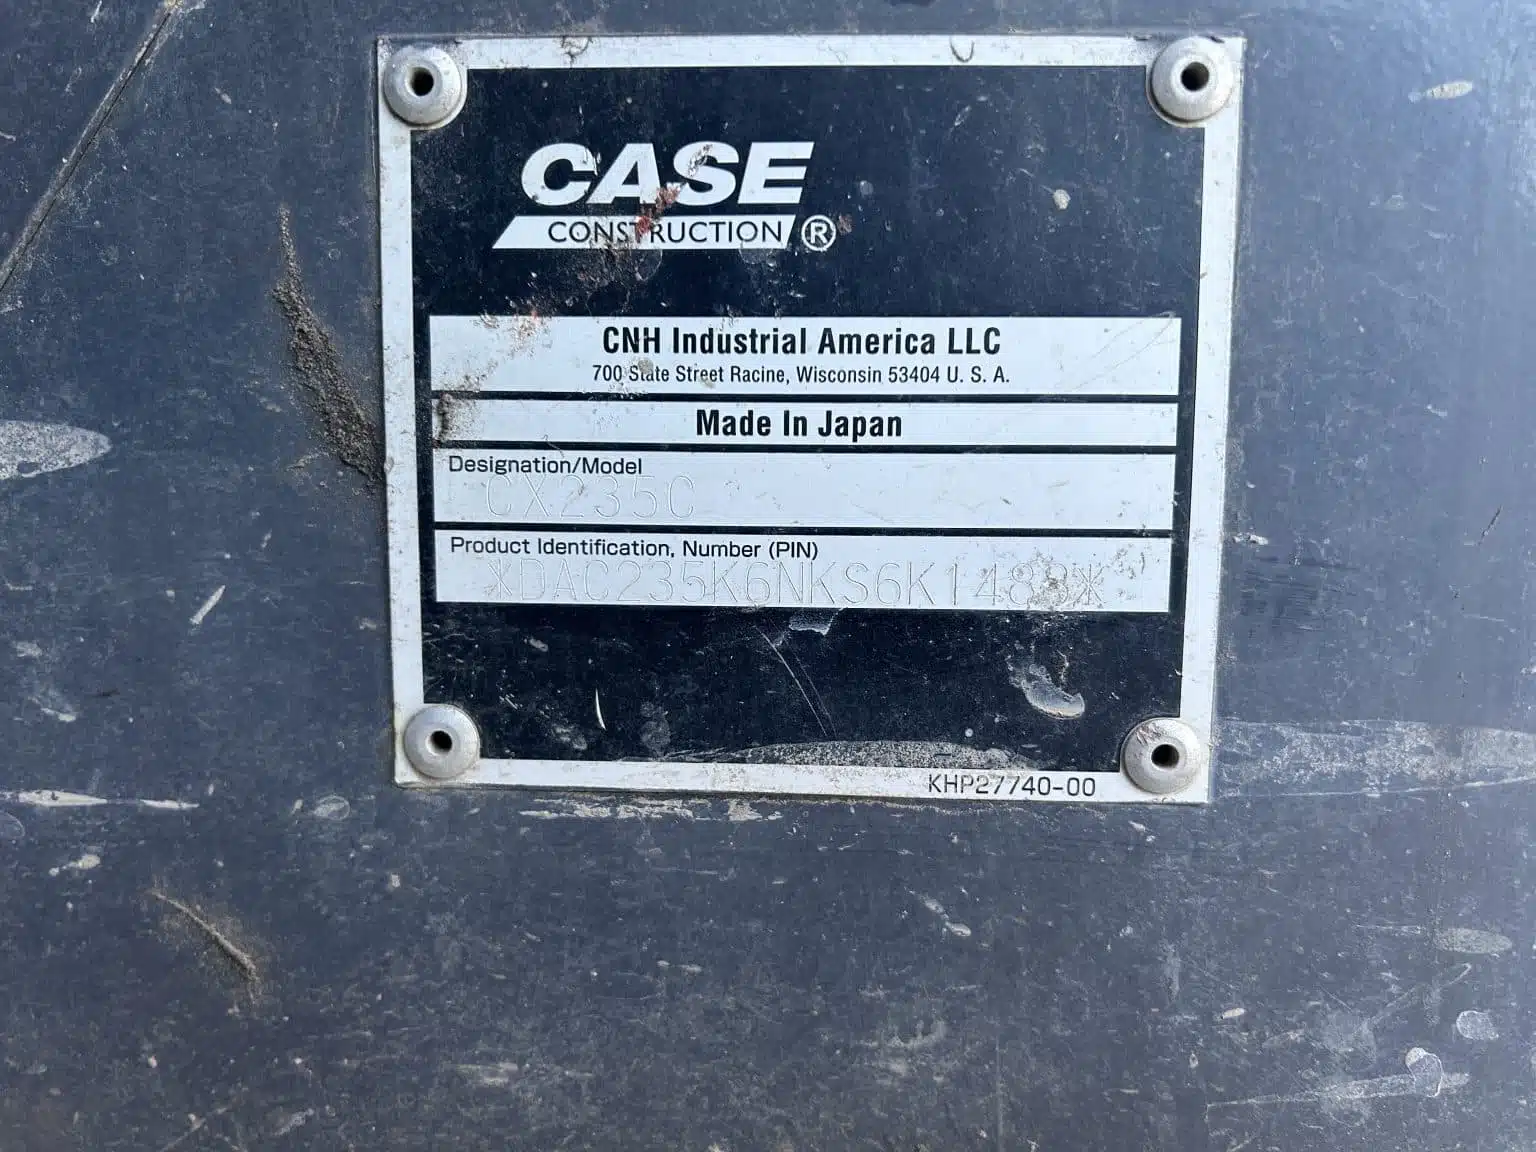 CASE
CONSTRUCTION ®
CNH Industrial America LLC
700 State Street Racine, Wisconsin 53404 U. S. A.
Made In Japan
Designation/Model
CX235C
Product Identification, Number (PIN)
KHP27740-00